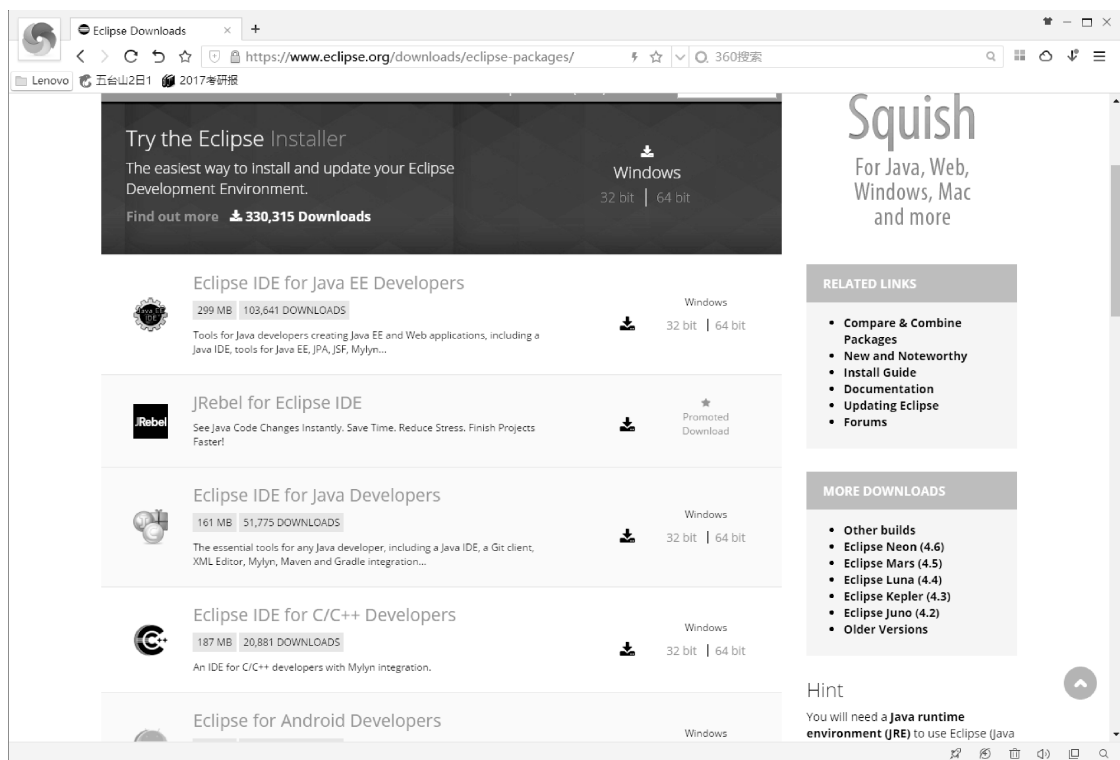 Eclipse Downloads
https://www.eclipse.org/downloads/eclipse-packages/
360搜索
Lenovo
五台山2日1
2017考研报
Try the Eclipse Installer
The easiest way to install and update your Eclipse
Development Environment.
Find out more 330,315 Downloads
Windows
32 bit | 64 bit
Eclipse IDE for Java EE Developers
299 MB 103,641 DOWNLOADS
Tools for Java developers creating Java EE and Web applications, including a
Java IDE, tools for Java EE, JPA, JSF, Mylyn...
Windows
32 bit | 64 bit
JRebel
JRebel for Eclipse IDE
See Java Code Changes Instantly. Save Time. Reduce Stress. Finish Projects
Faster!
Promoted
Download
Eclipse IDE for Java Developers
161 MB 51,775 DOWNLOADS
The essential tools for any Java developer, including a Java IDE, a Git client,
XML Editor, Mylyn, Maven and Gradle integration...
Windows
32 bit | 64 bit
Eclipse IDE for C/C++ Developers
187 MB 20,881 DOWNLOADS
An IDE for C/C++ developers with Mylyn integration.
Windows
32 bit | 64 bit
Eclipse for Android Developers
Windows
Squish
For Java, Web,
Windows, Mac
and more
RELATED LINKS
Compare & Combine
Packages
New and Noteworthy
Install Guide
Documentation
Updating Eclipse
Forums
MORE DOWNLOADS
Other builds
Eclipse Neon (4.6)
Eclipse Mars (4.5)
Eclipse Luna (4.4)
Eclipse Kepler (4.3)
Eclipse Juno (4.2)
Older Versions
Hint
You will need a Java runtime
environment (JRE) to use Eclipse (Java